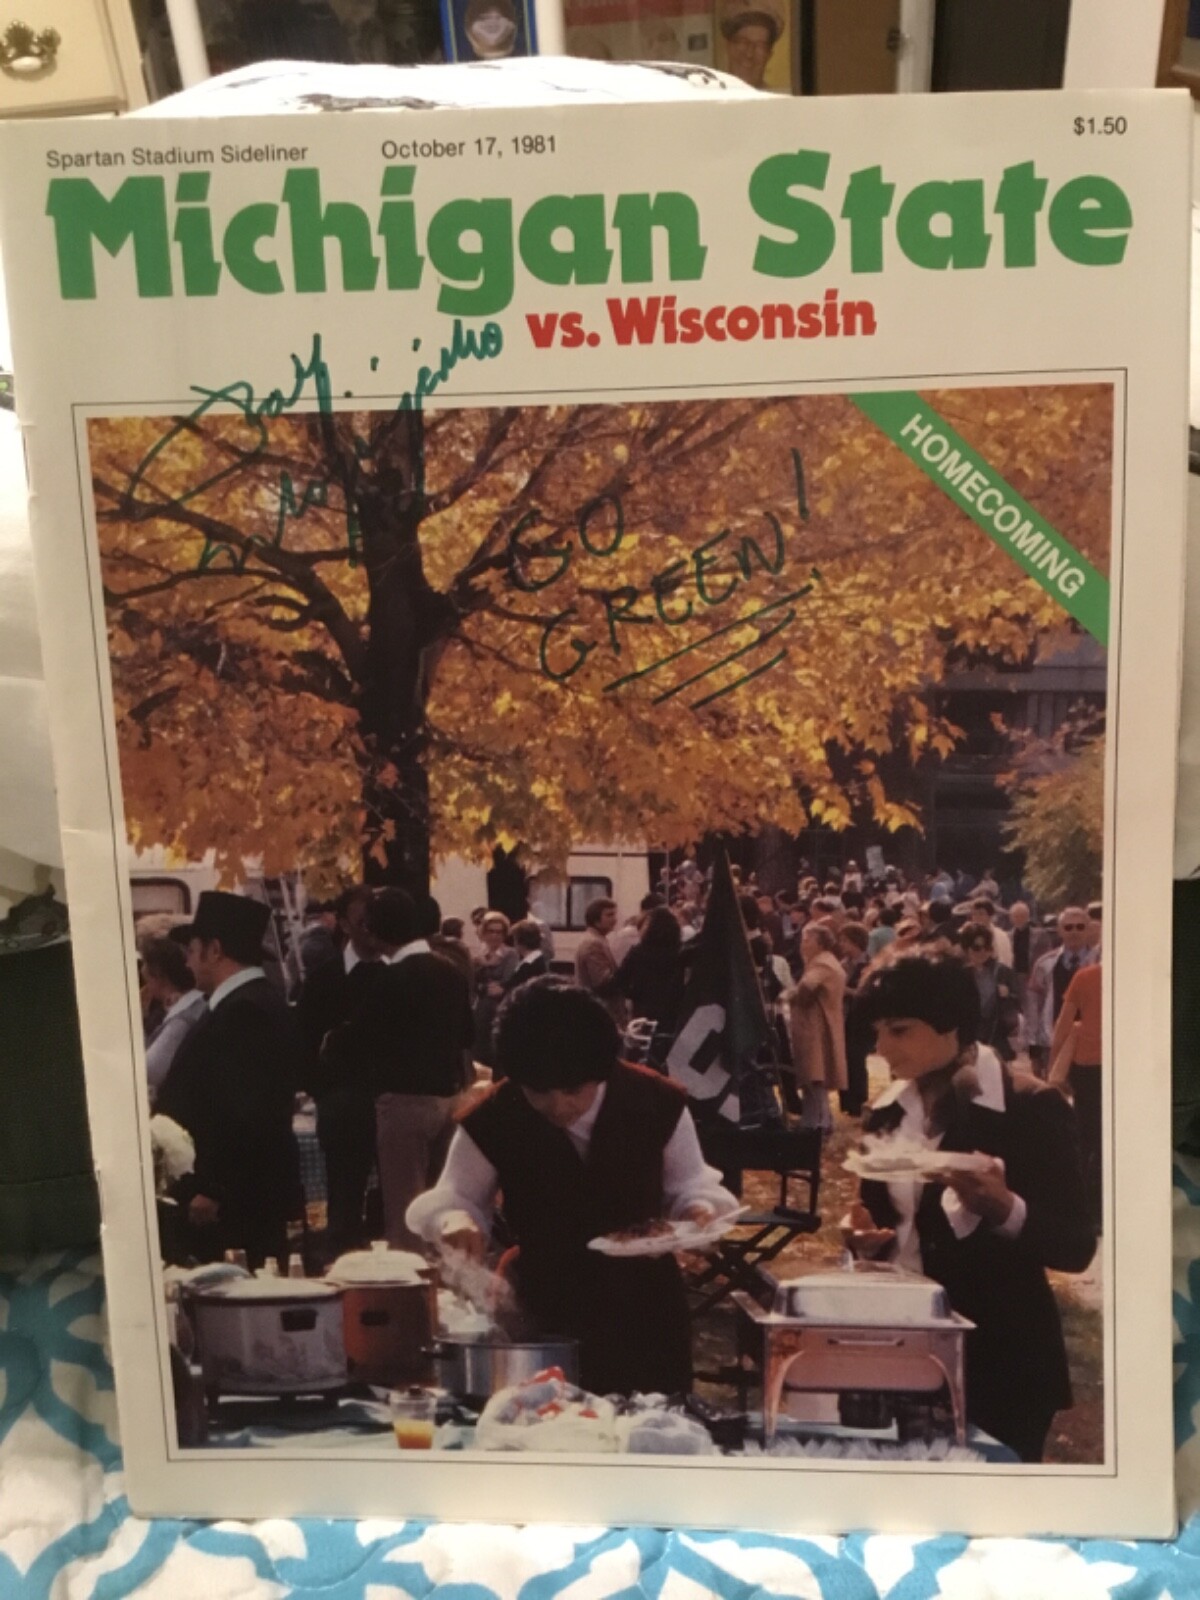 Spartan Stadium Sideliner October 17, 1981 $1.50
Michigan State
vs. Wisconsin
HOMECOMING
GO
GREEN!
S